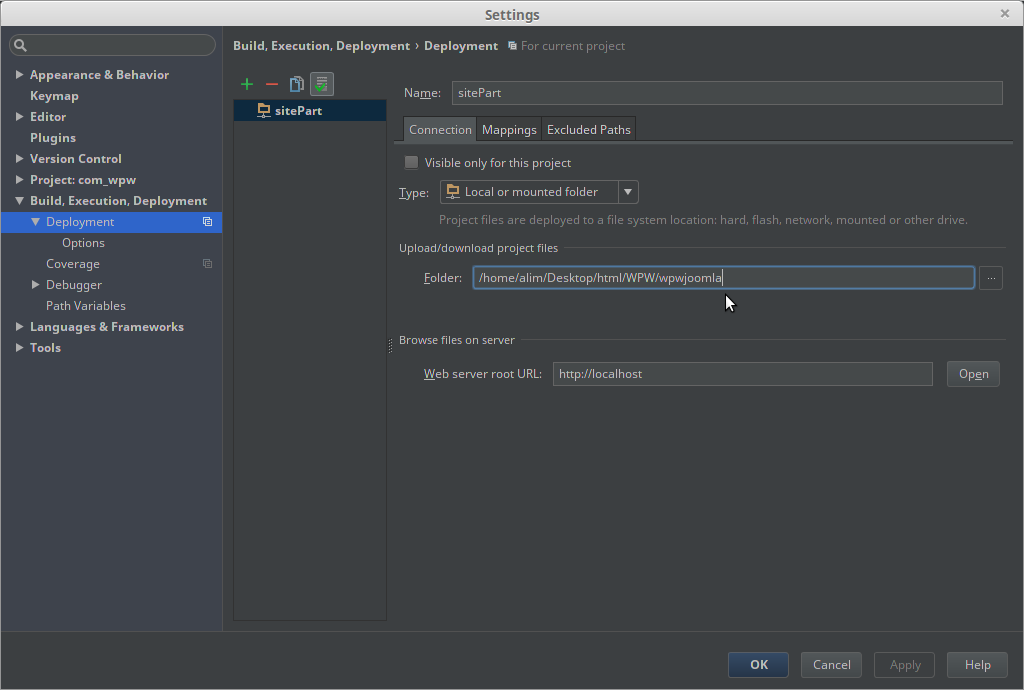 Settings
Build, Execution, Deployment › Deployment For current project
Appearance & Behavior
Keymap
Editor
Plugins
Version Control
Project: com_wpw
Build, Execution, Deployment
Deployment
Options
Coverage
Debugger
Path Variables
Languages & Frameworks
Tools
sitePart
Name: sitePart
Connection Mappings Excluded Paths
Visible only for this project
Type: Local or mounted folder
Project files are deployed to a file system location: hard, flash, network, mounted or other drive.
Upload/download project files
Folder: /home/alim/Desktop/html/WPW/wpwjoomla ...
Browse files on server
Web server root URL: http://localhost Open
OK Cancel Apply Help